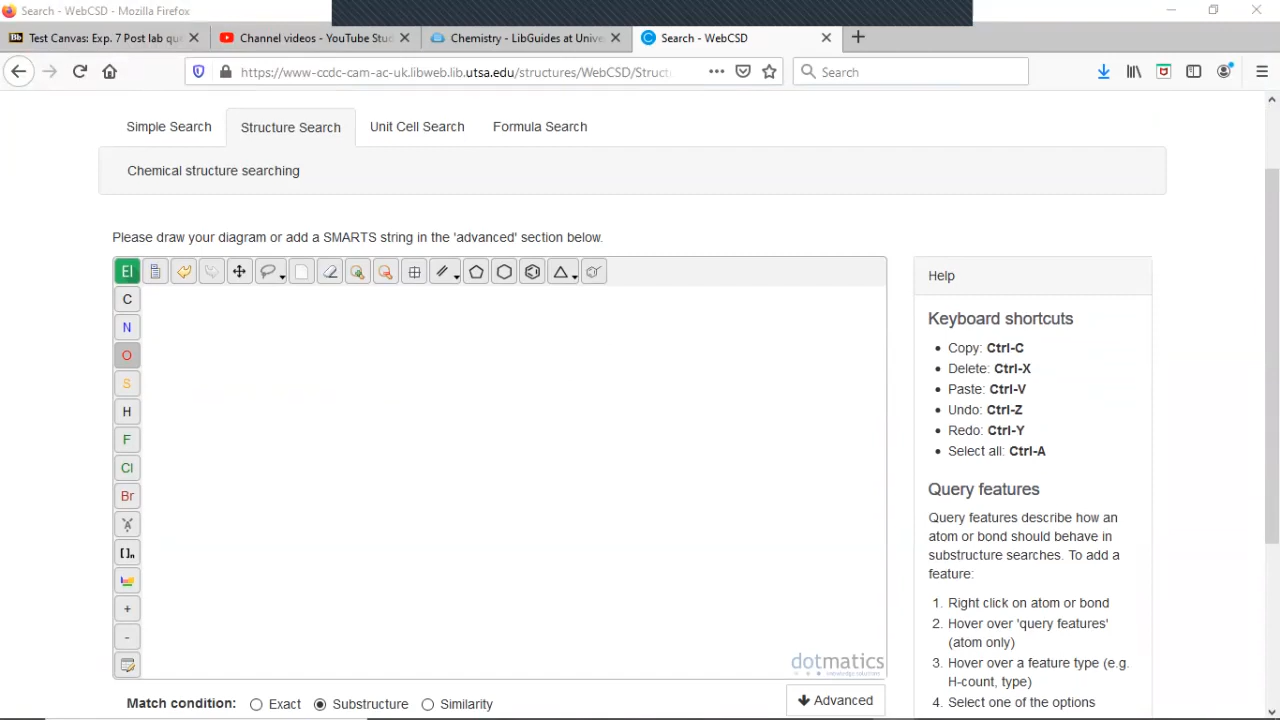 Search - WebCSD - Mozilla Firefox
Bb Test Canvas: Exp. 7 Post lab qu
Channel videos - YouTube Stud
Chemistry - LibGuides at Unive
Search - WebCSD
https://www-ccdc-cam-ac-uk.libweb.lib.utsa.edu/structures/WebCSD/Struct
Search
Simple Search
Structure Search
Unit Cell Search
Formula Search
Chemical structure searching
Please draw your diagram or add a SMARTS string in the 'advanced' section below.
El
C
N
O
S
H
F
Cl
Br
[ ]n
+
-
dotmatics
Match condition:
Exact
Substructure
Similarity
Advanced
Help
Keyboard shortcuts
• Copy: Ctrl-C
• Delete: Ctrl-X
• Paste: Ctrl-V
• Undo: Ctrl-Z
• Redo: Ctrl-Y
• Select all: Ctrl-A
Query features
Query features describe how an
atom or bond should behave in
substructure searches. To add a
feature:
1. Right click on atom or bond
2. Hover over 'query features'
(atom only)
3. Hover over a feature type (e.g.
H-count, type)
4. Select one of the options